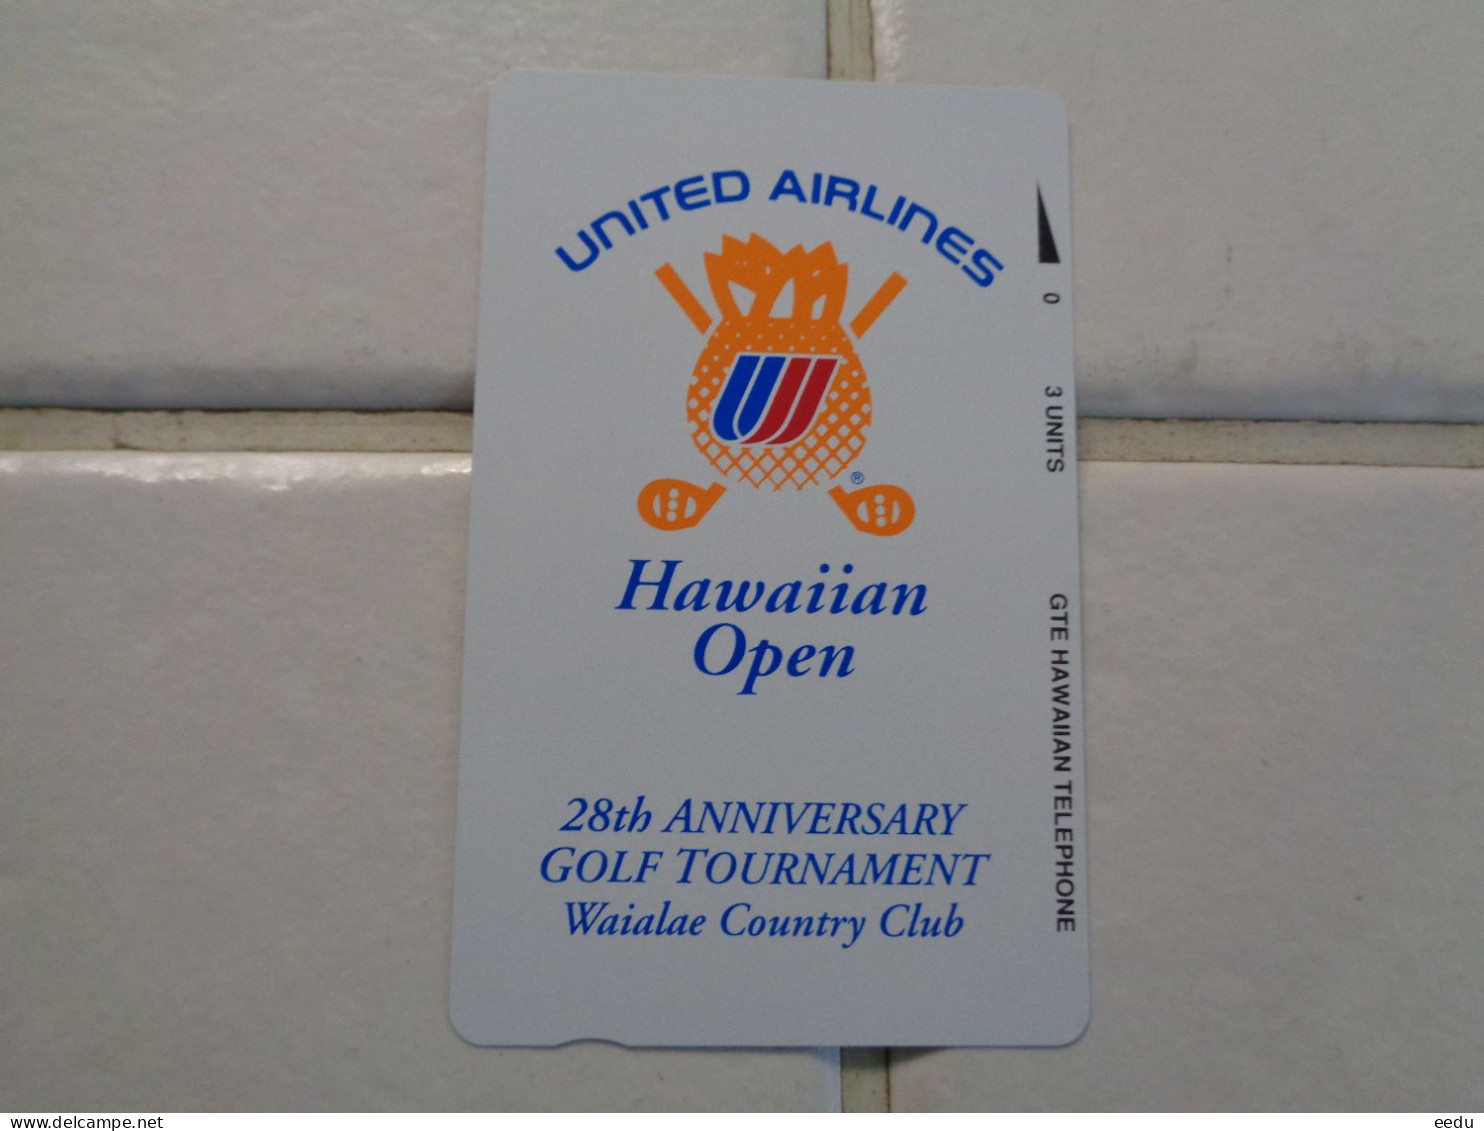 UNITED AIRLINES
®
Hawaiian
Open
28th ANNIVERSARY
GOLF TOURNAMENT
Waialae Country Club
0 3 UNITS GTE HAWAIIAN TELEPHONE
www.delcampe.net
eedu